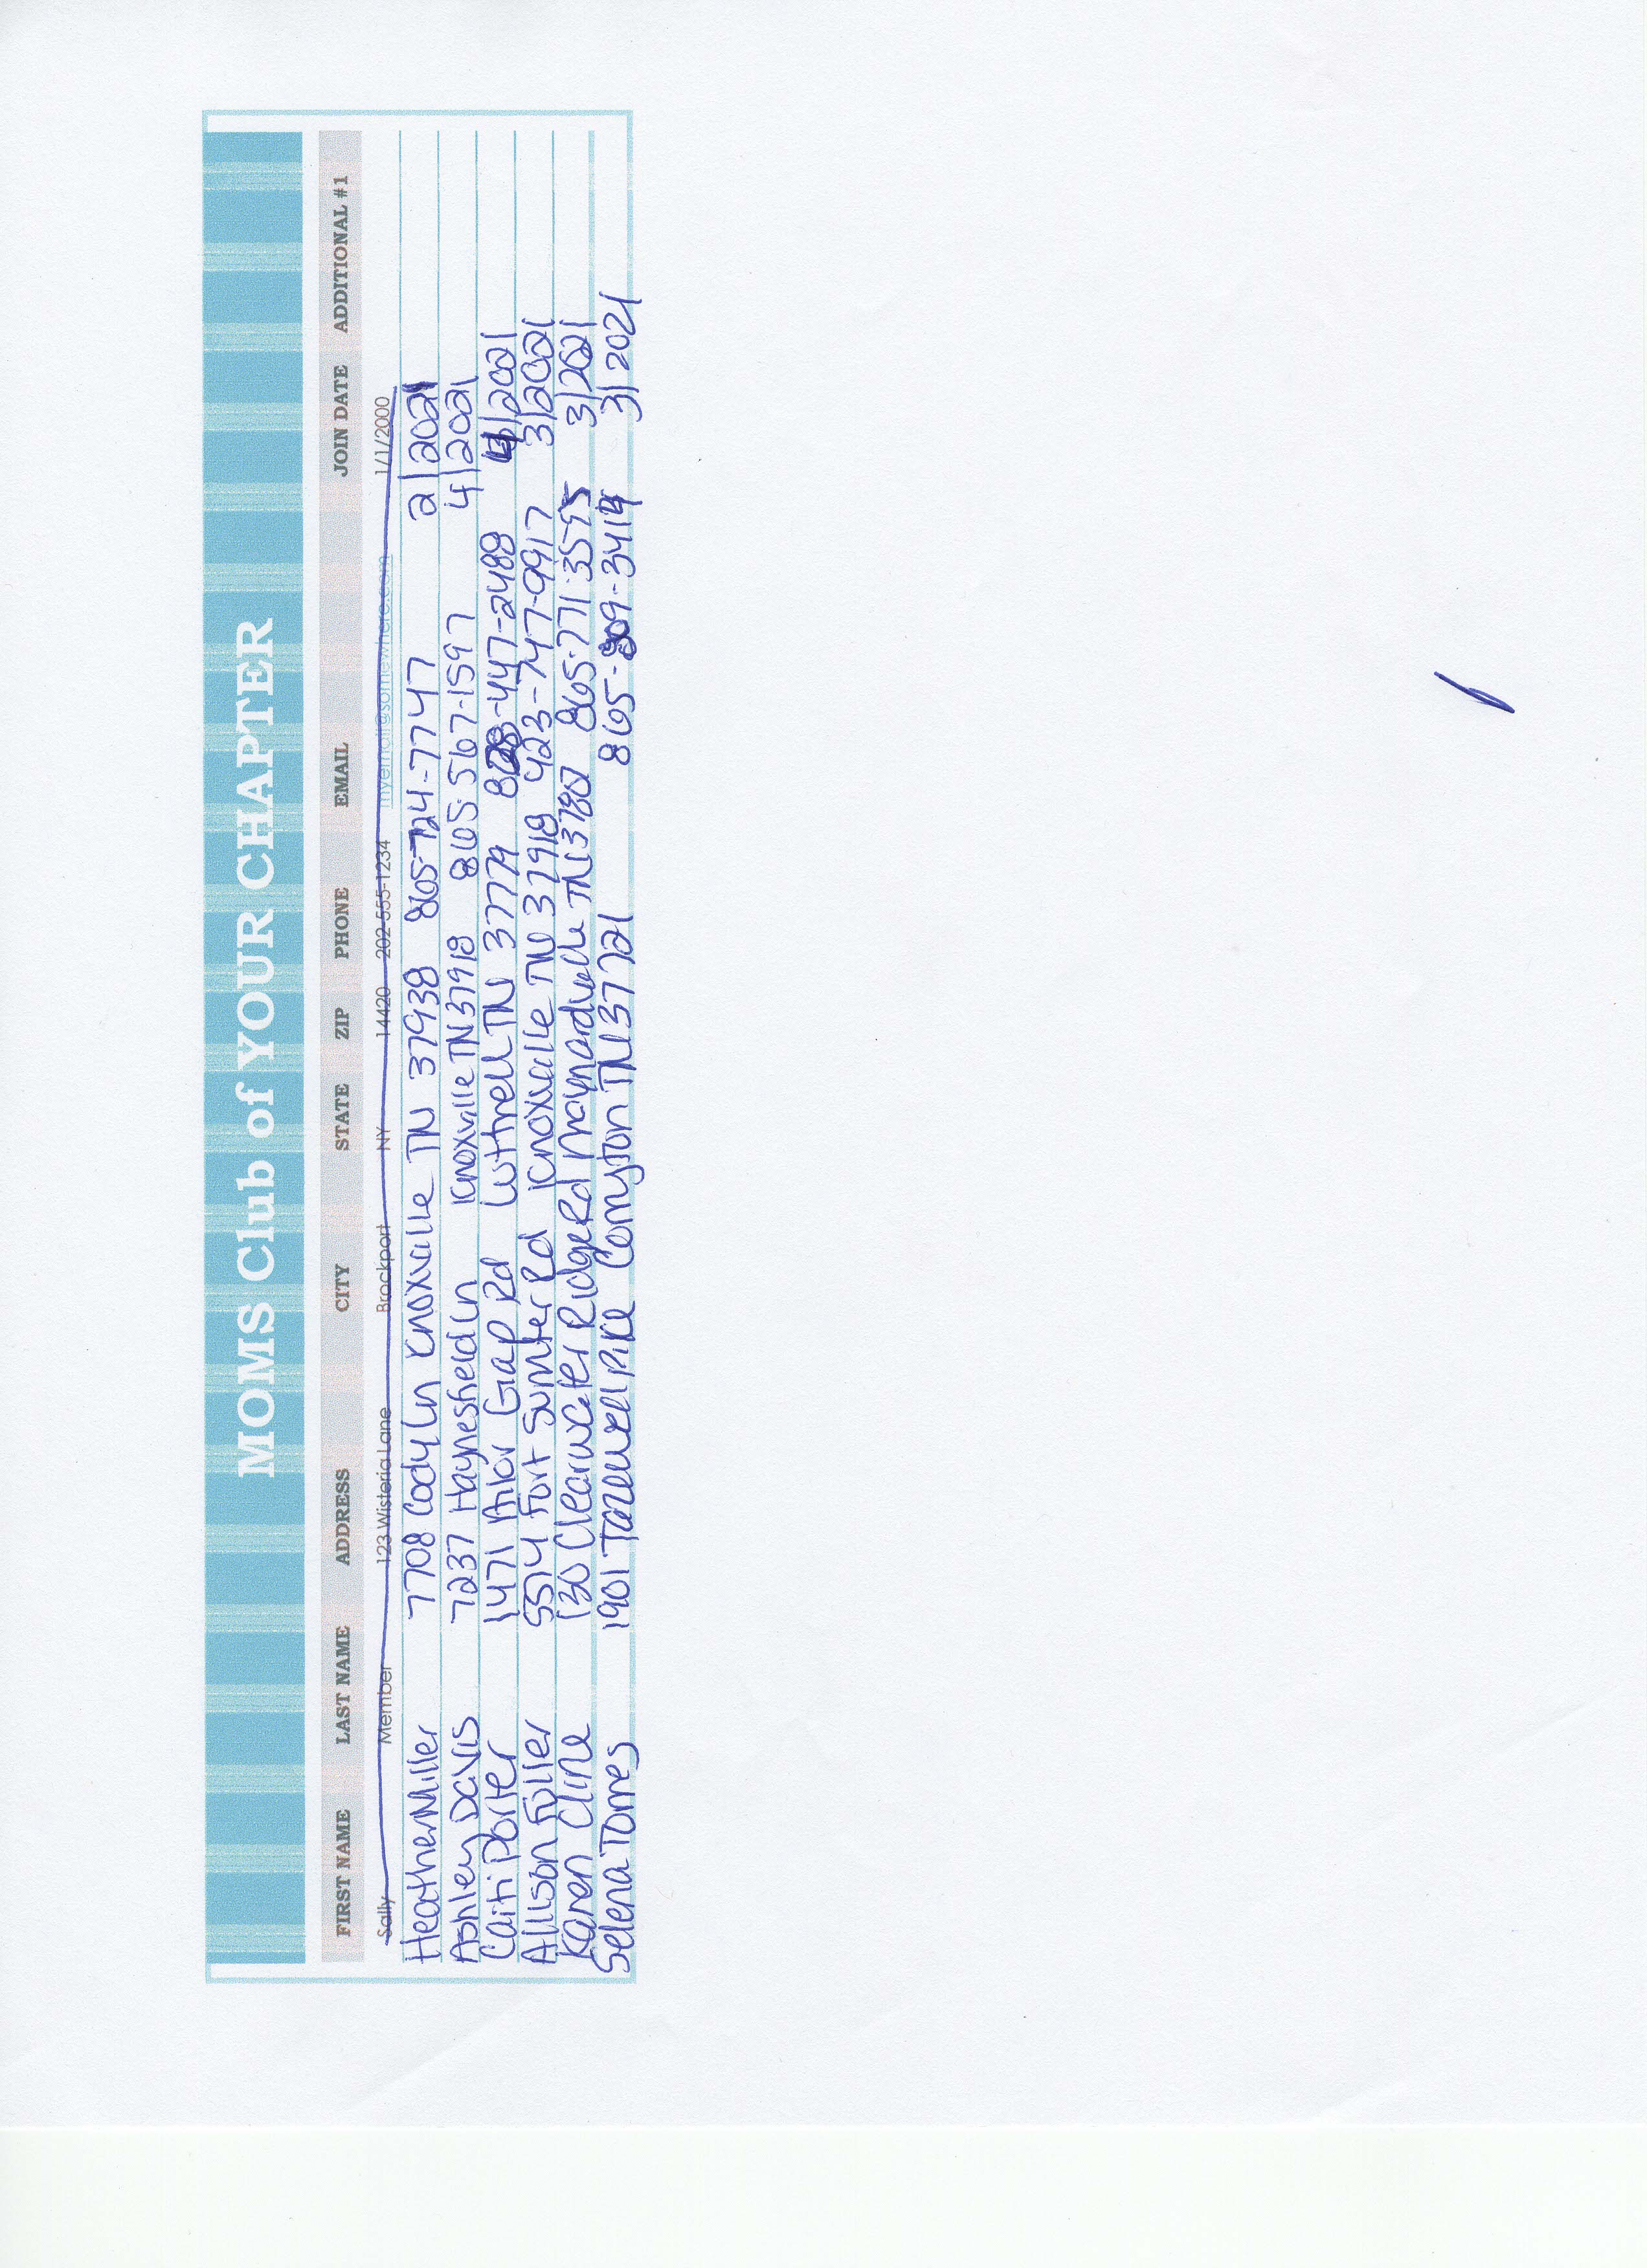 MOMS Club of YOUR CHAPTER
FIRST NAME LAST NAME ADDRESS CITY STATE ZIP PHONE EMAIL JOIN DATE ADDITIONAL #1
Sally Member 123 Wisteria Lane Brockport NY 14420 202-555-1234 myemail@somewhere.com 1/1/2000
Heather Miller 7708 Cody Ln Knoxville TN 37938 865-724-7747 2/2021
Ashley Davis 7237 Haynesfield Ln Knoxville TN 37918 865-567-1597 4/2021
Caiti Porter 1471 Ailor Gap Rd Luttrell TN 37779 828-447-2488 4/2021
Allison Fuller 5514 Fort Sumter Rd Knoxville TN 37918 423-747-9917 3/2021
Karen Cline 130 Clearwater Ridge Rd Maynardville TN 37807 865-771-3595 3/2021
Selena Torres 1901 Tazewell Pike Corryton TN 37721 865-809-3414 3/2021